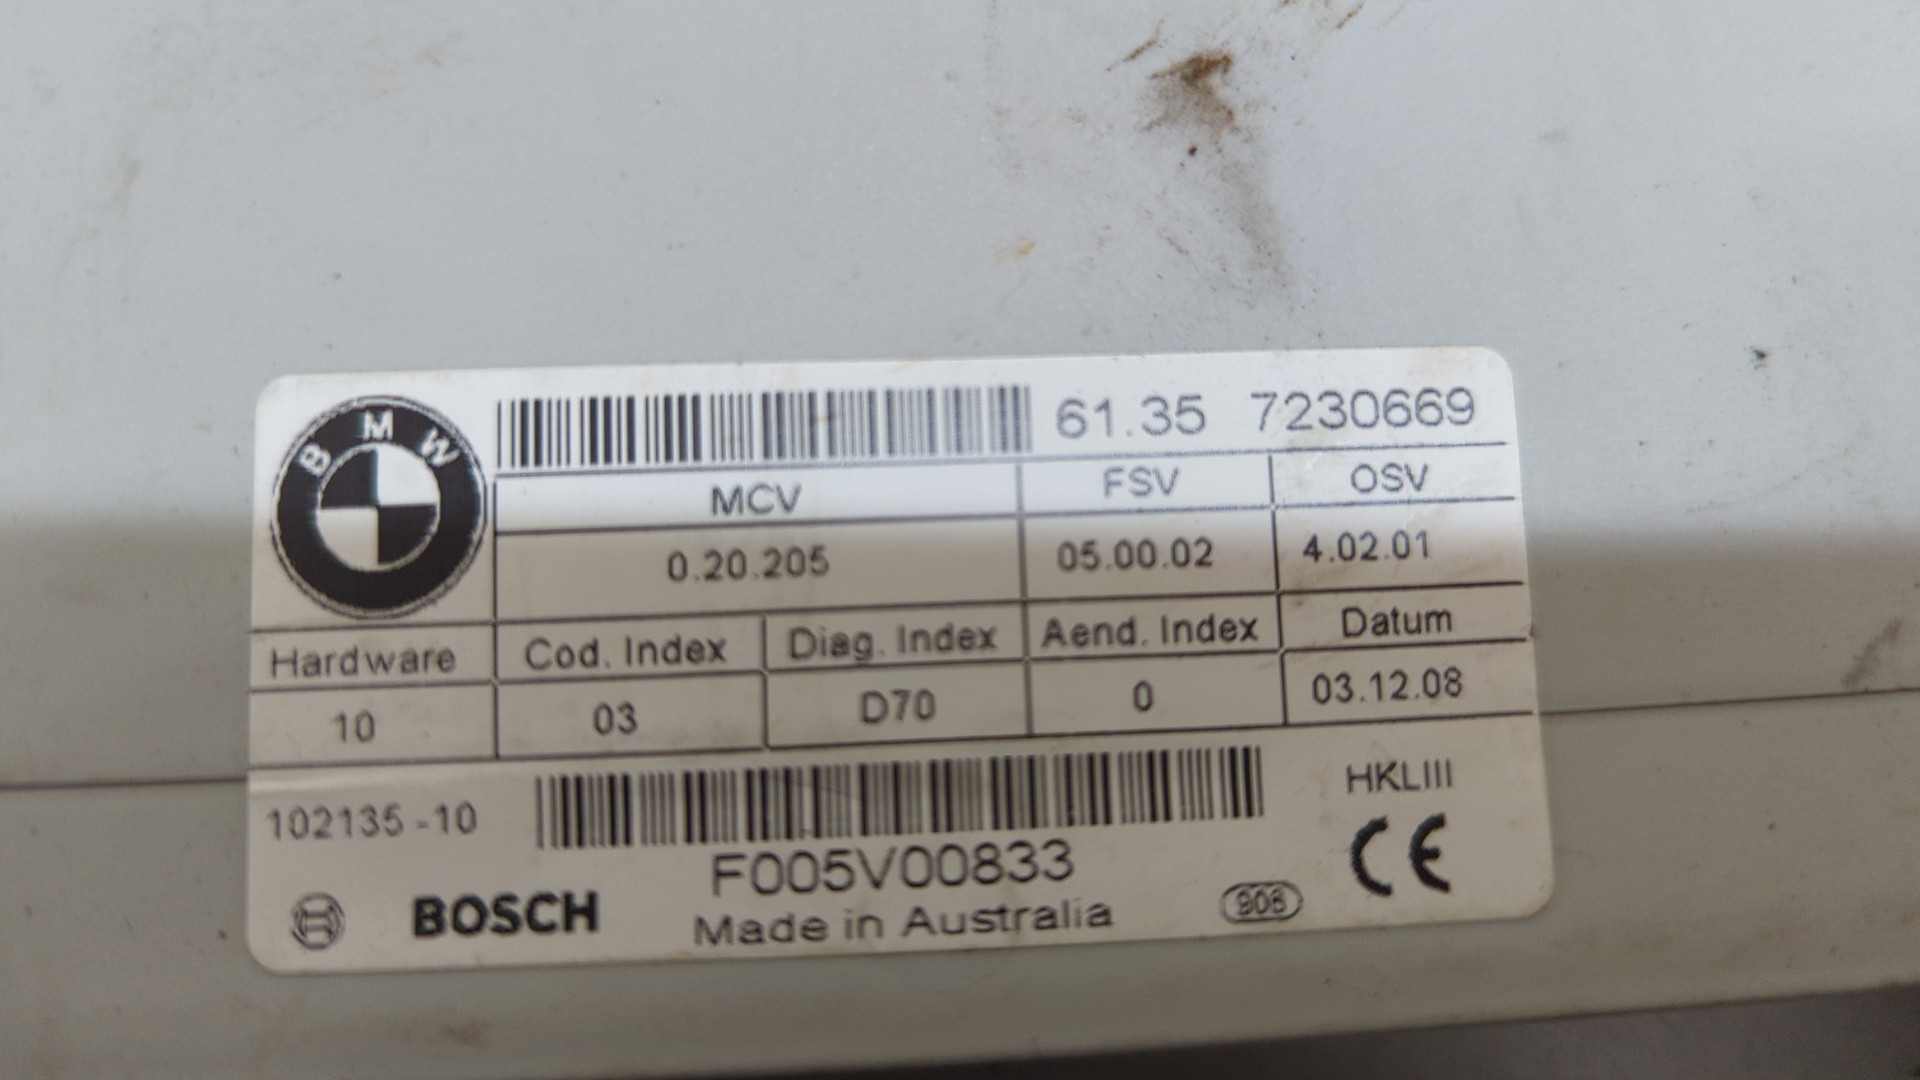 BMW
61.35 7230669
MCV FSV OSV
0.20.205 05.00.02 4.02.01
Hardware Cod. Index Diag. Index Aend. Index Datum
10 03 D70 0 03.12.08
102135-10 HKLIII
F005V00833
CE
BOSCH Made in Australia 906